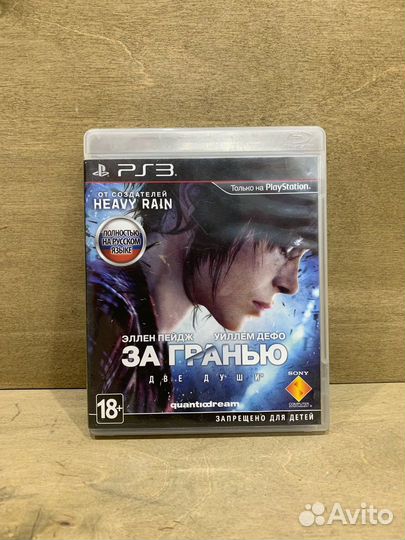 PS3
Только на PlayStation
ОТ СОЗДАТЕЛЕЙ
HEAVY RAIN
ПОЛНОСТЬЮ
НА РУССКОМ
ЯЗЫКЕ
ЭЛЛЕН ПЕЙДЖ УИЛЛЕМ ДЕФО
ЗА ГРАНЬЮ
ДВЕ ДУШИ
SONY
18+
quanticdream
ЗАПРЕЩЕНО ДЛЯ ДЕТЕЙ
Avito